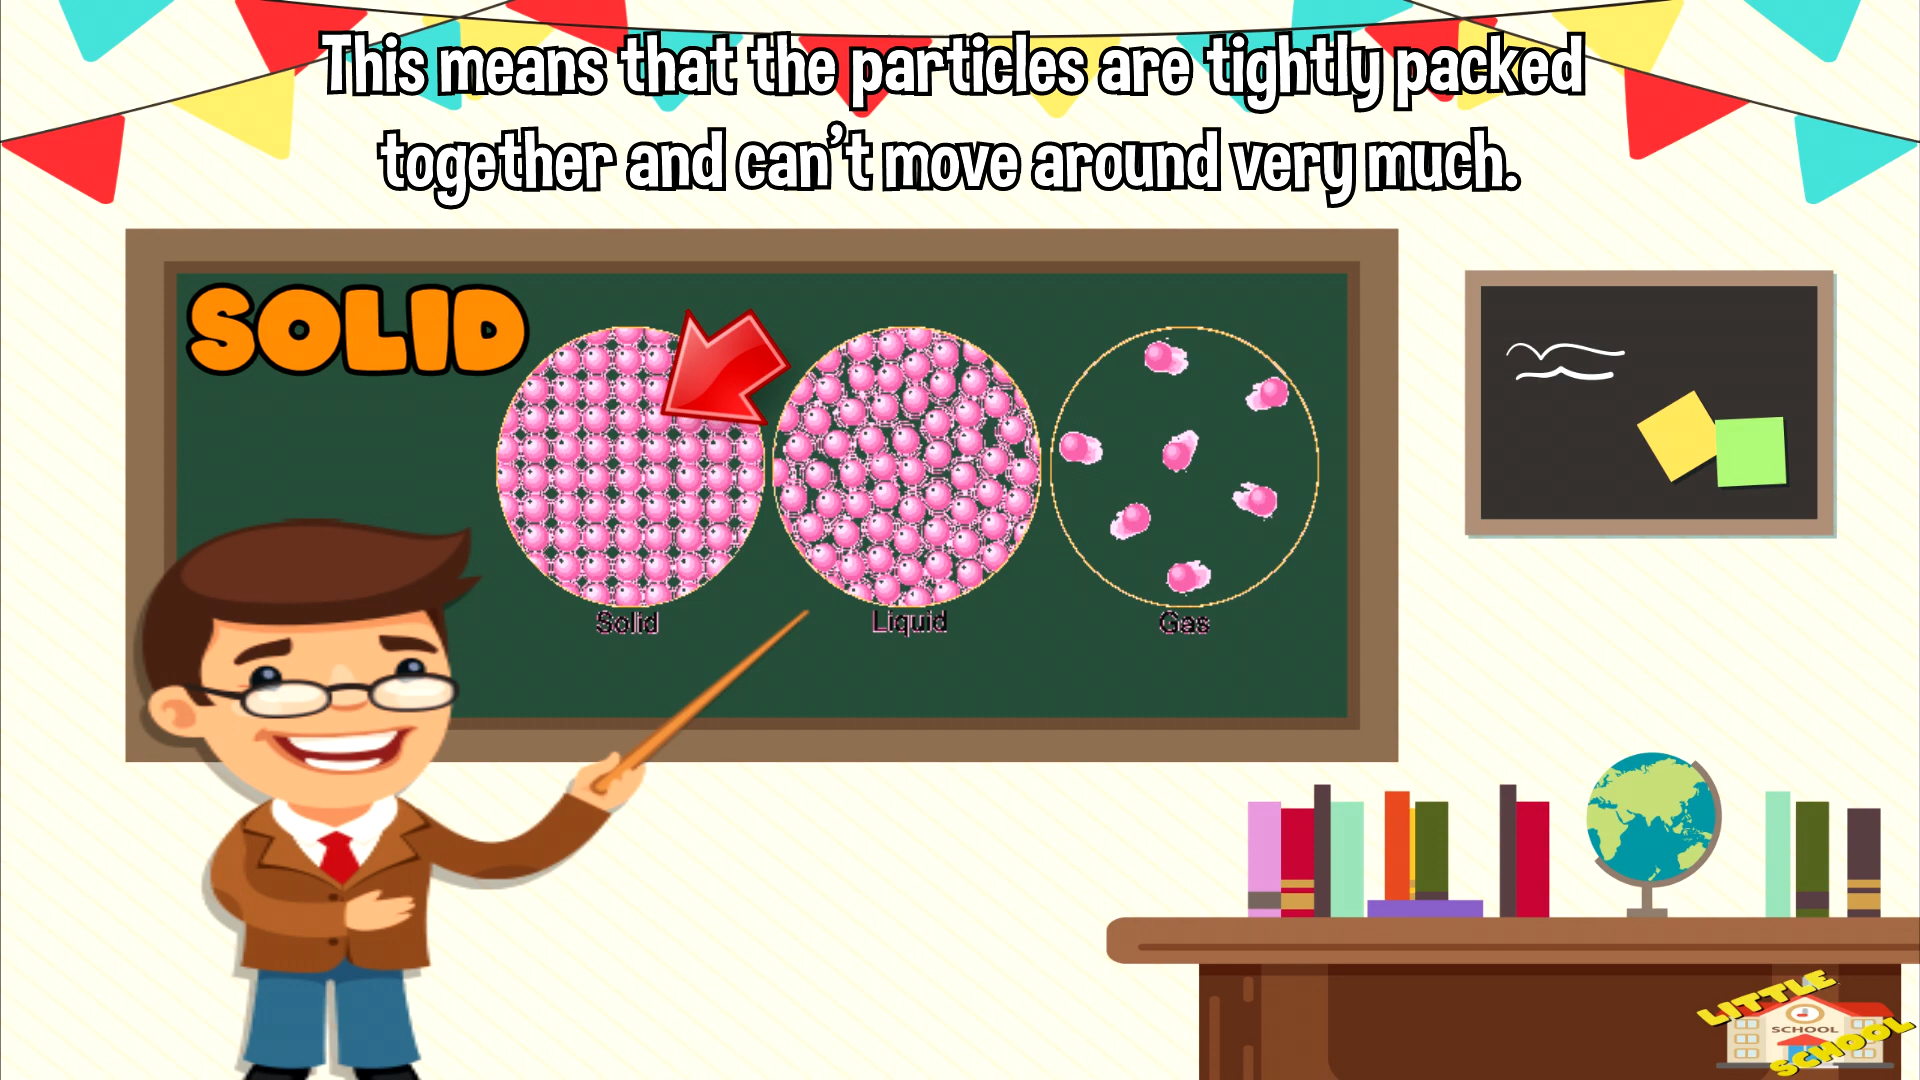 This means that the particles are tightly packed
together and can't move around very much.
SOLID
Solid
Liquid
Gas
LITTLE
SCHOOL
SCHOOL